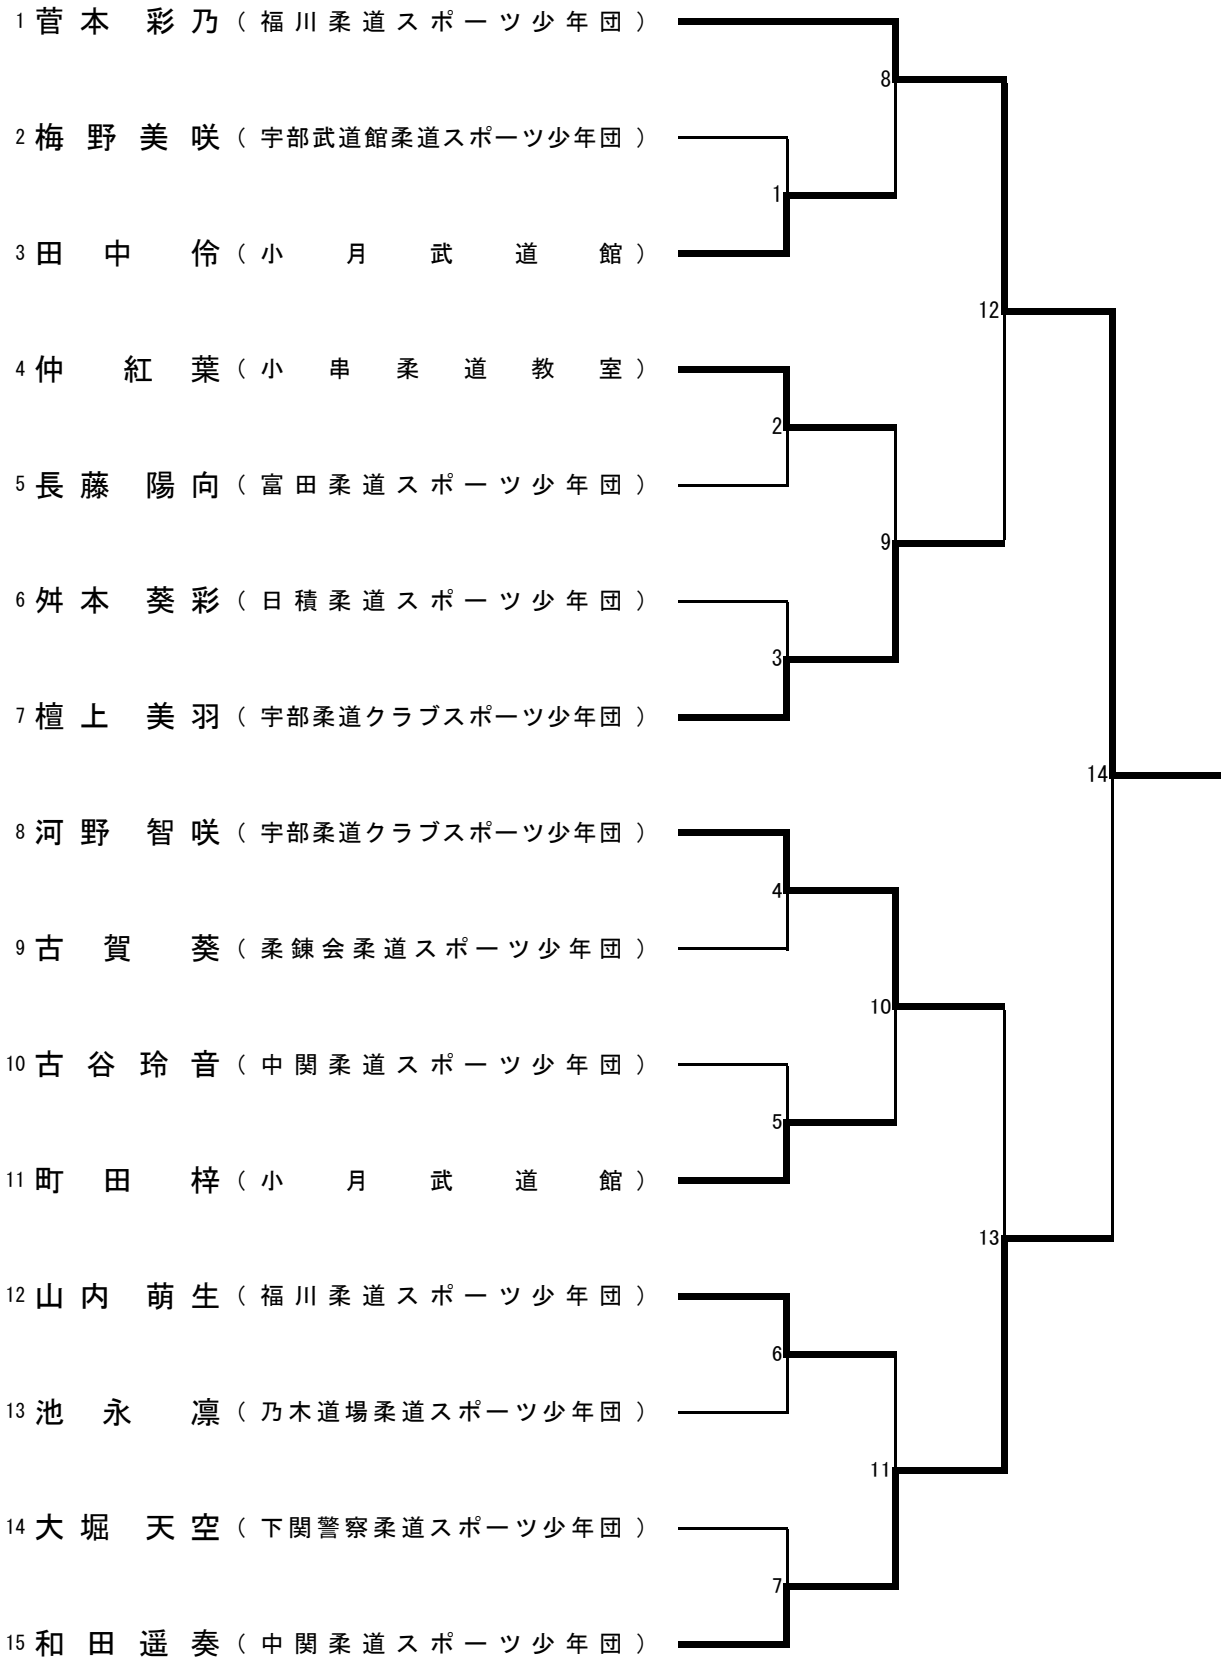 1 菅本 彩乃 ( 福川柔道スポーツ少年団 )
8
2 梅野美咲 ( 宇部武道館柔道スポーツ少年団 )
1
3 田中 伶 ( 小月武道館 )
12
4 仲 紅葉 ( 小串柔道教室 )
2
5 長藤 陽向 ( 富田柔道スポーツ少年団 )
9
6 舛本 葵彩 ( 日積柔道スポーツ少年団 )
3
7 檀上 美羽 ( 宇部柔道クラブスポーツ少年団 )
14
8 河野 智咲 ( 宇部柔道クラブスポーツ少年団 )
4
9 古賀 葵 ( 柔錬会柔道スポーツ少年団 )
10
10 古谷玲音 ( 中関柔道スポーツ少年団 )
5
11 町田 梓 ( 小月武道館 )
13
12 山内 萌生 ( 福川柔道スポーツ少年団 )
6
13 池永 凛 ( 乃木道場柔道スポーツ少年団 )
11
14 大堀 天空 ( 下関警察柔道スポーツ少年団 )
7
15 和田遥奏 ( 中関柔道スポーツ少年団 )